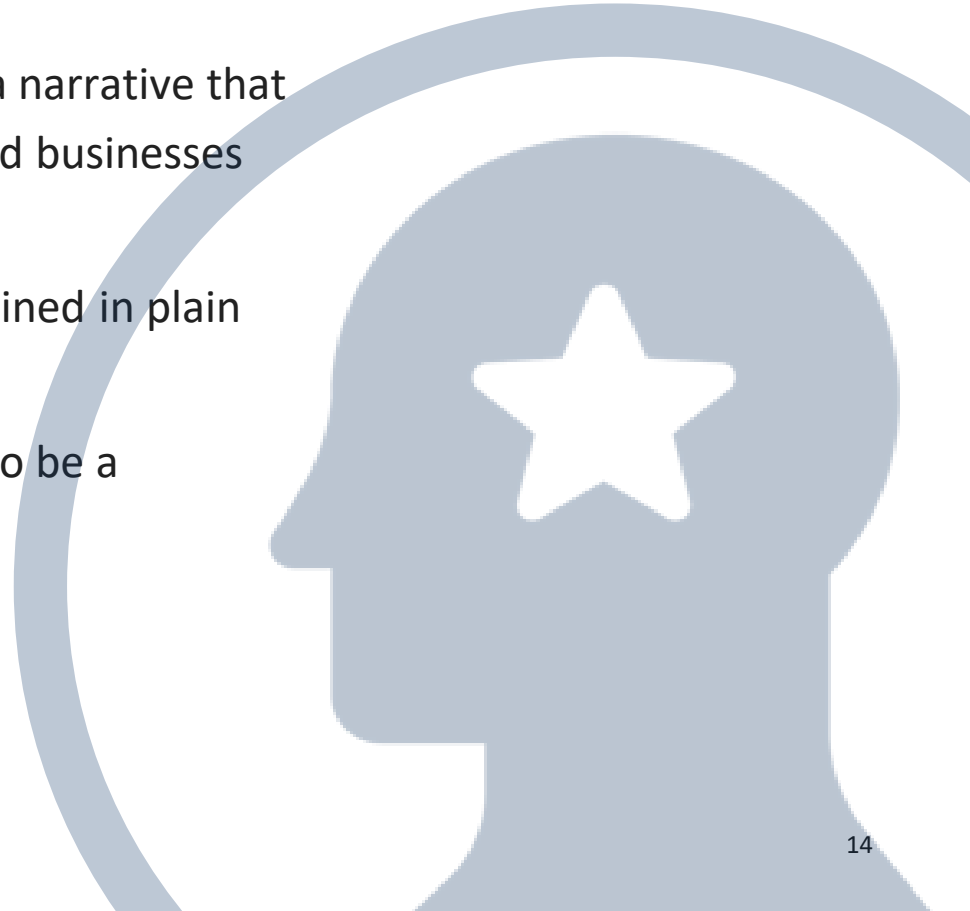 a narrative that
d businesses
ined in plain
o be a
14